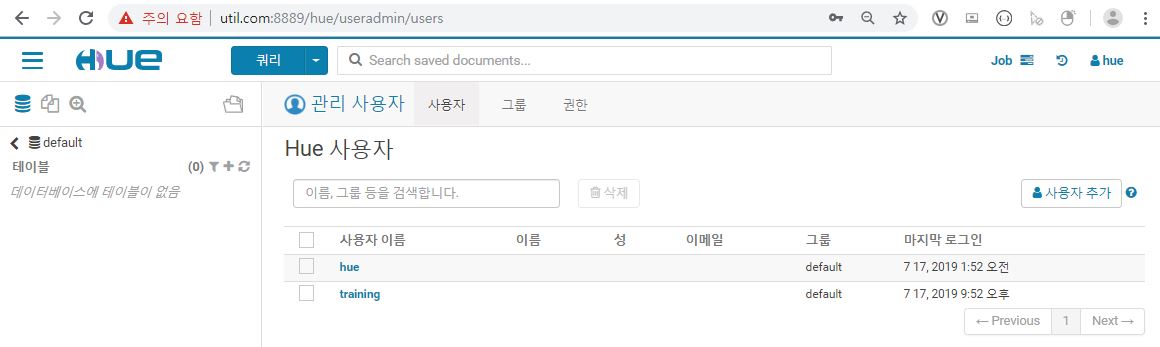 주의 요함 util.com:8889/hue/useradmin/users
HUE 쿼리 Search saved documents... Job hue
관리 사용자 사용자 그룹 권한
default
테이블 (0)
데이터베이스에 테이블이 없음
Hue 사용자
이름, 그룹 등을 검색합니다. 삭제 사용자 추가
사용자 이름 이름 성 이메일 그룹 마지막 로그인
hue default 7 17, 2019 1:52 오전
training default 7 17, 2019 9:52 오후
← Previous 1 Next →